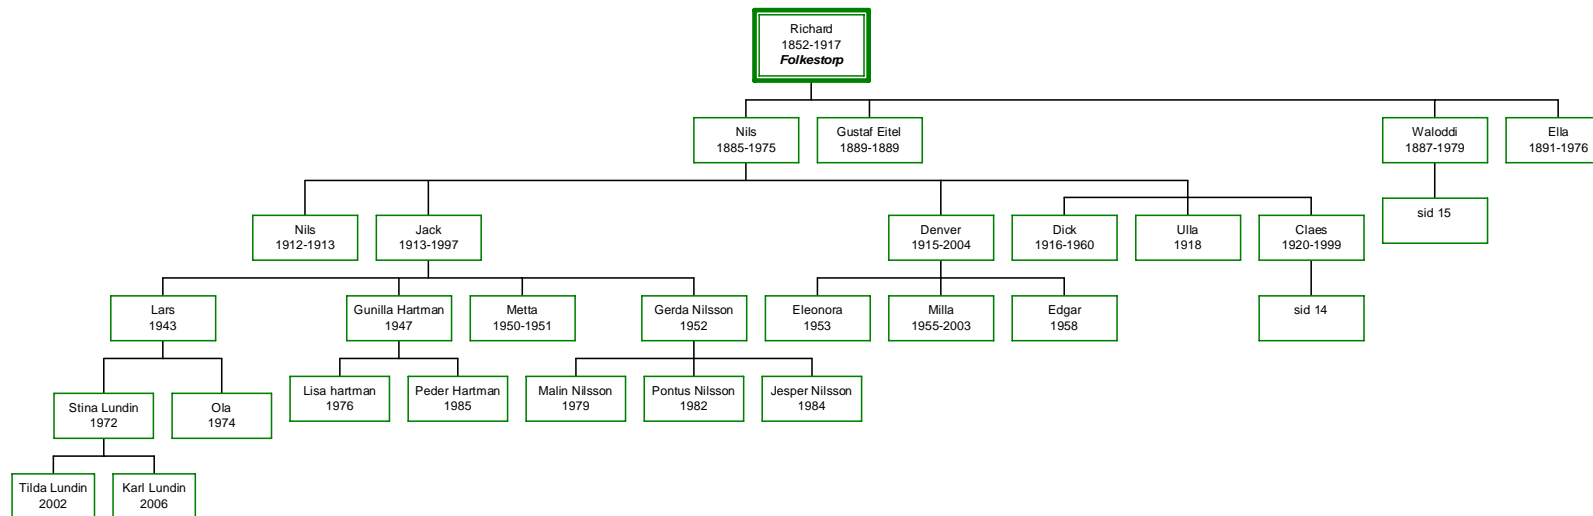 Richard
1852-1917
Folkestorp
Nils
1885-1975
Gustaf Eitel
1889-1889
Waloddi
1887-1979
Ella
1891-1976
Nils
1912-1913
Jack
1913-1997
Denver
1915-2004
Dick
1916-1960
Ulla
1918
Claes
1920-1999
sid 15
Lars
1943
Gunilla Hartman
1947
Metta
1950-1951
Gerda Nilsson
1952
Eleonora
1953
Milla
1955-2003
Edgar
1958
sid 14
Stina Lundin
1972
Ola
1974
Lisa hartman
1976
Peder Hartman
1985
Malin Nilsson
1979
Pontus Nilsson
1982
Jesper Nilsson
1984
Tilda Lundin
2002
Karl Lundin
2006